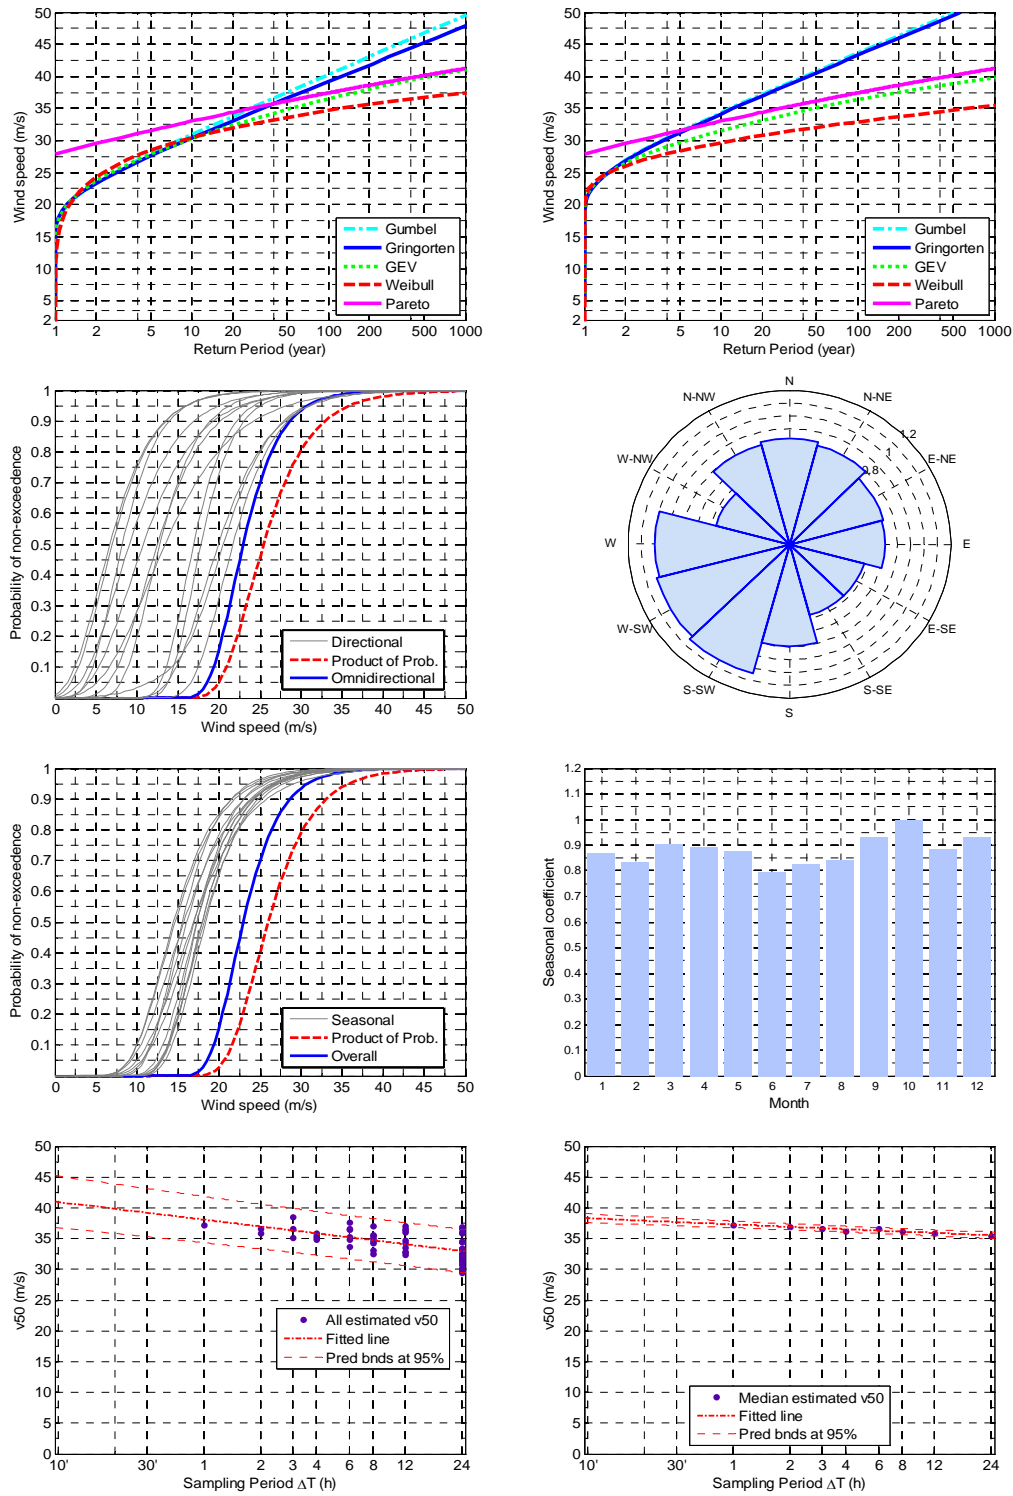 50
45
40
35
30
25
20
15
10
5
2
Wind speed (m/s)
Gumbel
Gringorten
GEV
Weibull
Pareto
1 2 5 10 20 50 100 200 500 1000
Return Period (year)
50
45
40
35
30
25
20
15
10
5
2
Wind speed (m/s)
Gumbel
Gringorten
GEV
Weibull
Pareto
1 2 5 10 20 50 100 200 500 1000
Return Period (year)
1
0.9
0.8
0.7
0.6
0.5
0.4
0.3
0.2
0.1
Probability of non-exceedence
Directional
Product of Prob.
Omnidirectional
0 5 10 15 20 25 30 35 40 45 50
Wind speed (m/s)
N
N-NW N-NE
1.2
1
0.8
W-NW E-NE
W E
W-SW E-SE
S-SW S-SE
S
1
0.9
0.8
0.7
0.6
0.5
0.4
0.3
0.2
0.1
Probability of non-exceedence
Seasonal
Product of Prob.
Overall
0 5 10 15 20 25 30 35 40 45 50
Wind speed (m/s)
1.2
1.1
1
0.9
0.8
0.7
0.6
0.5
0.4
0.3
0.2
0.1
0
Seasonal coefficient
1 2 3 4 5 6 7 8 9 10 11 12
Month
50
45
40
35
30
25
20
15
10
5
0
v50 (m/s)
All estimated v50
Fitted line
Pred bnds at 95%
10' 30' 1 2 3 4 6 8 12 24
Sampling Period ΔT (h)
50
45
40
35
30
25
20
15
10
5
0
v50 (m/s)
Median estimated v50
Fitted line
Pred bnds at 95%
10' 30' 1 2 3 4 6 8 12 24
Sampling Period ΔT (h)